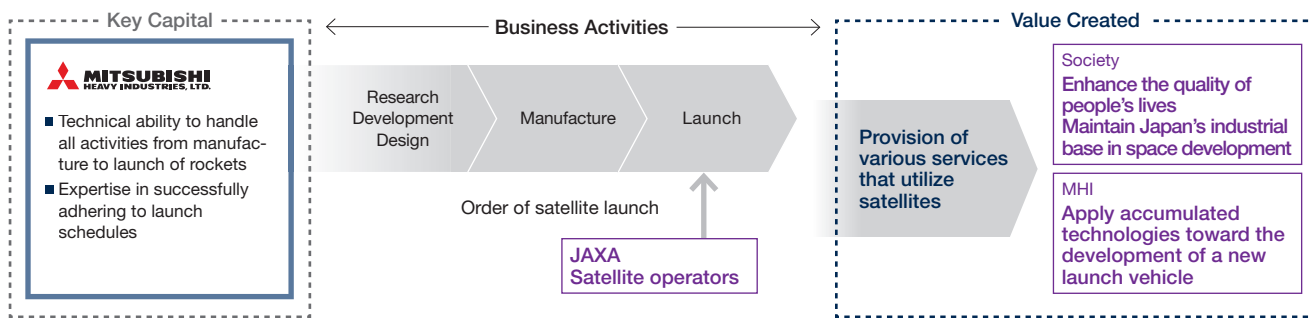 Key Capital
MITSUBISHI
HEAVY INDUSTRIES, LTD.
■ Technical ability to handle
all activities from manufac-
ture to launch of rockets
■ Expertise in successfully
adhering to launch
schedules
Business Activities
Research
Development
Design
Manufacture
Launch
Order of satellite launch
JAXA
Satellite operators
Value Created
Provision of
various services
that utilize
satellites
Society
Enhance the quality of
people's lives
Maintain Japan's industrial
base in space development
MHI
Apply accumulated
technologies toward the
development of a new
launch vehicle